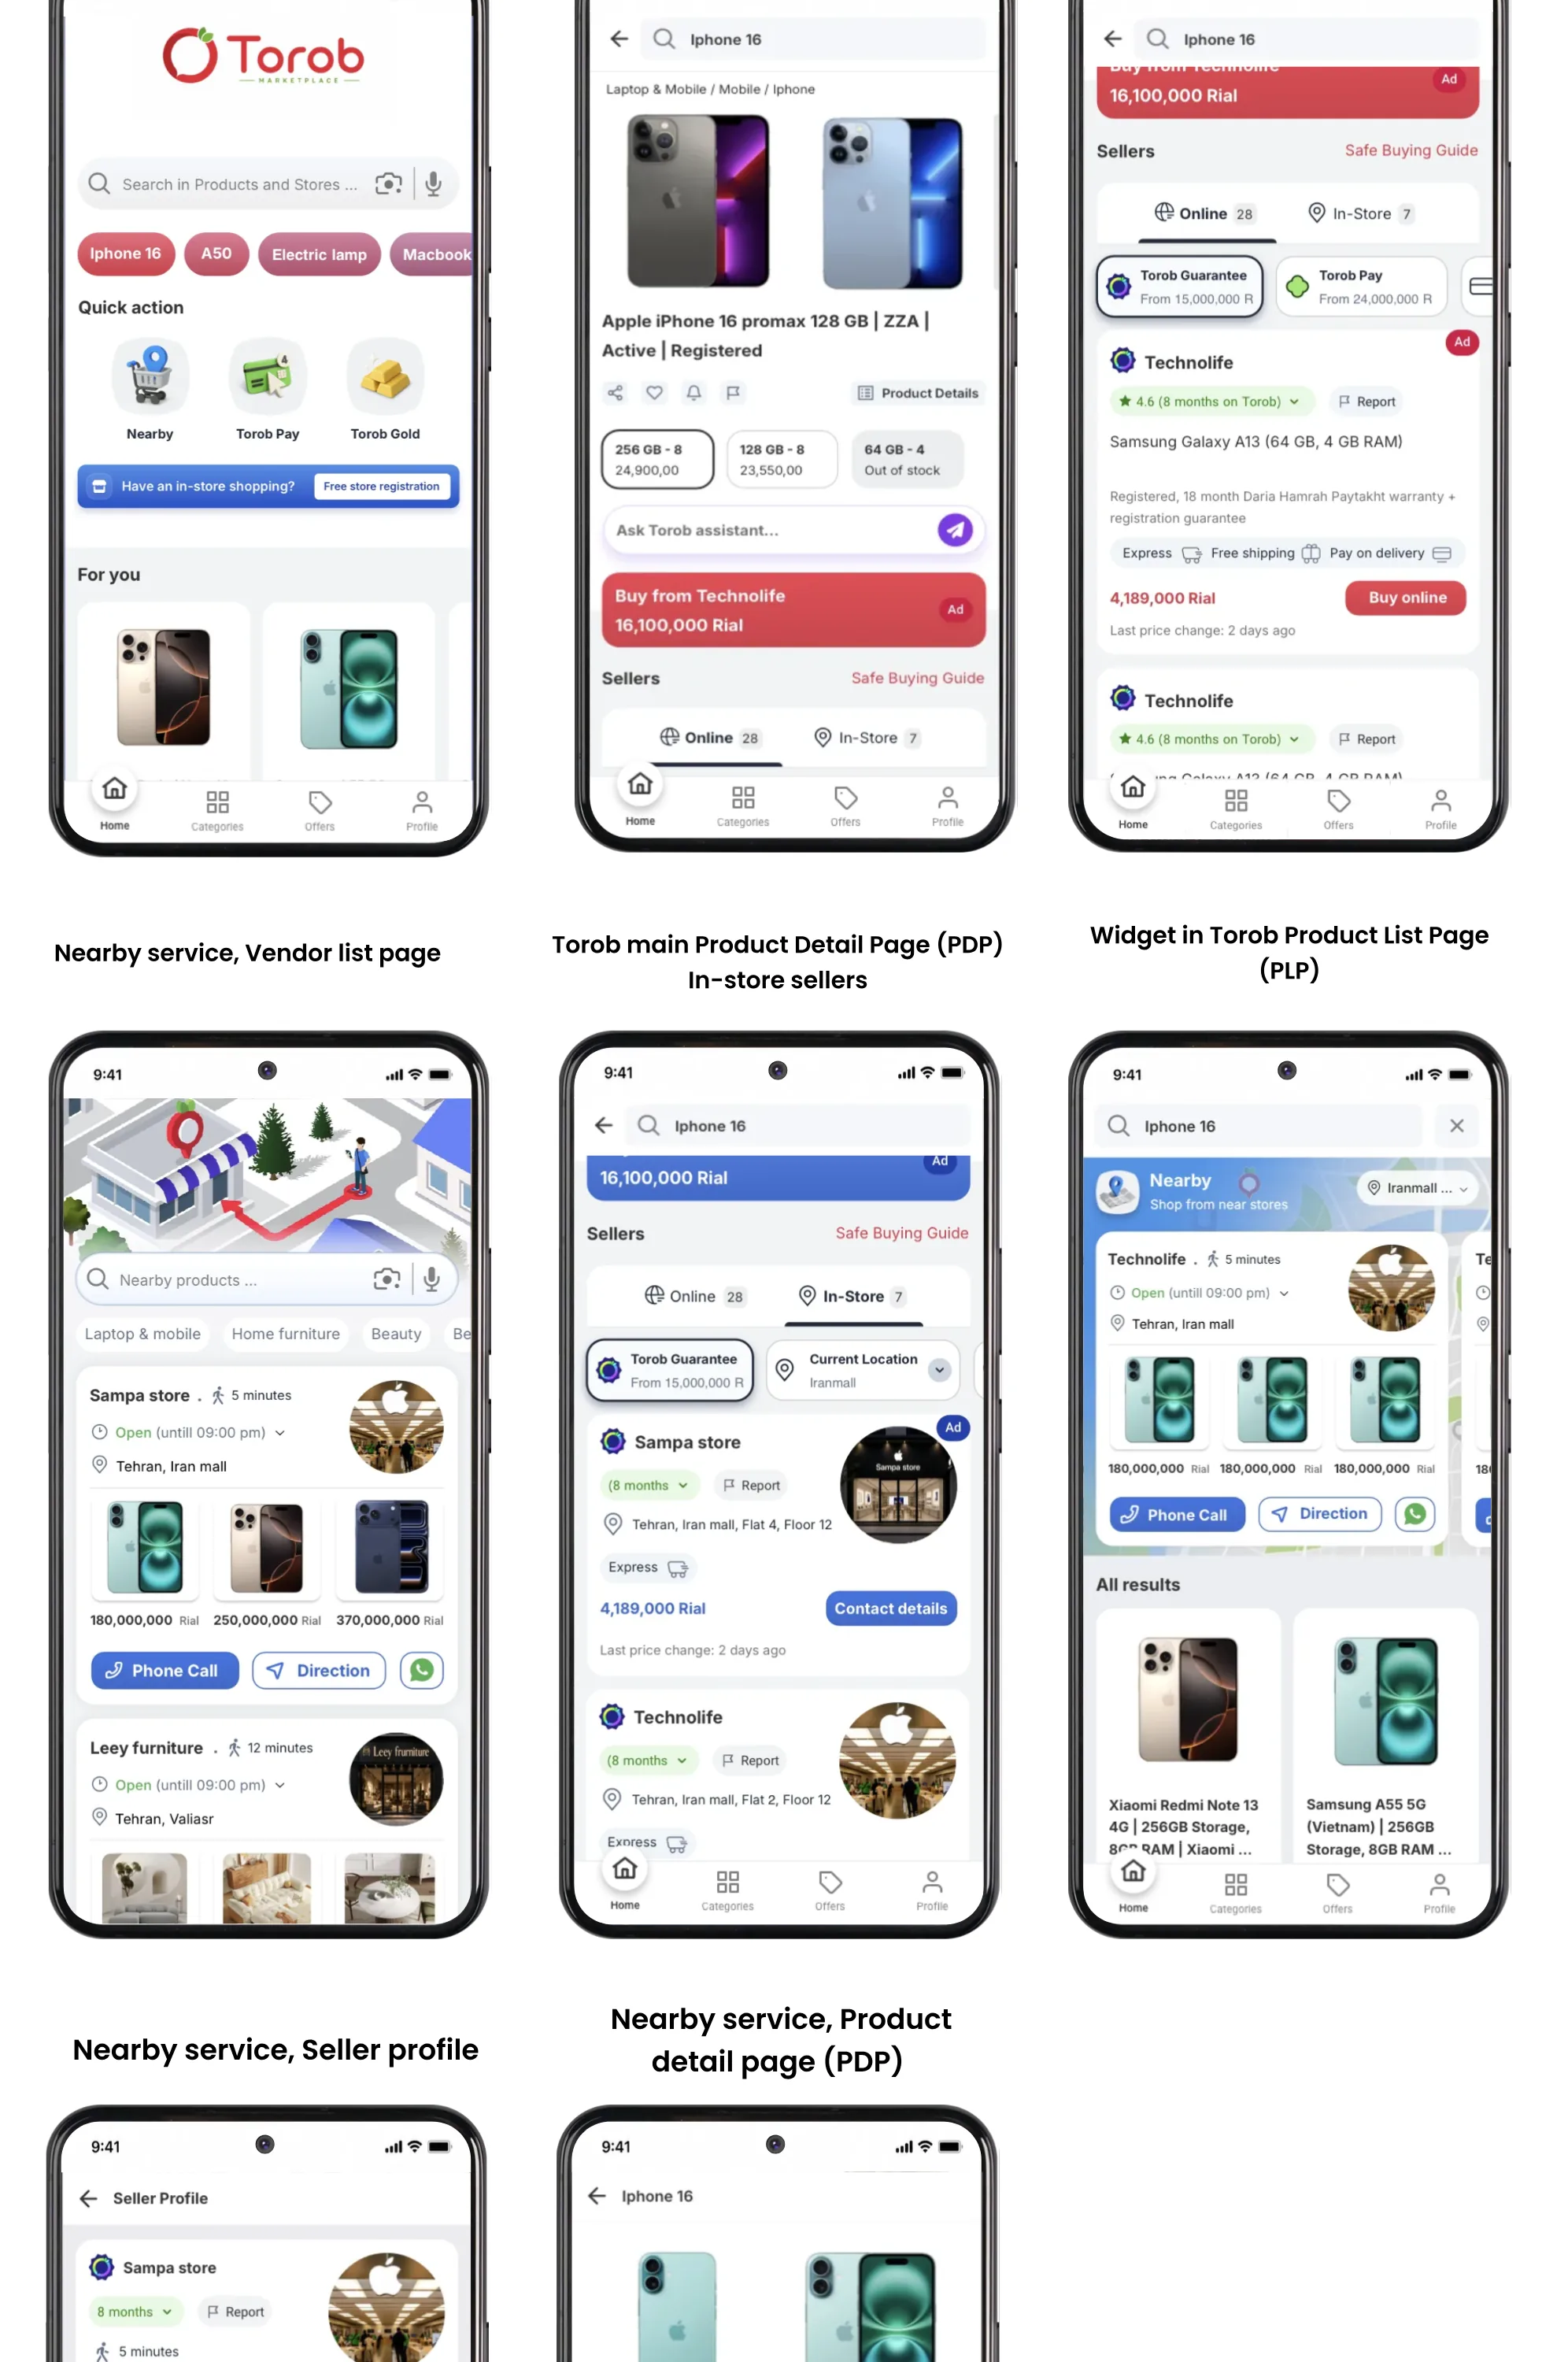 Torob
MARKETPLACE
Search in Products and Stores ...
Iphone 16
A50
Electric lamp
Macbook
Quick action
Nearby
Torob Pay
Torob Gold
Have an in-store shopping?
Free store registration
For you
Home
Categories
Offers
Profile
Iphone 16
Laptop & Mobile / Mobile / Iphone
Apple iPhone 16 promax 128 GB | ZZA |
Active | Registered
Product Details
256 GB - 8
24,900,00
128 GB - 8
23,550,00
64 GB - 4
Out of stock
Ask Torob assistant...
Buy from Technolife
16,100,000 Rial
Ad
Sellers
Safe Buying Guide
Online 28
In-Store 7
Home
Categories
Offers
Profile
Iphone 16
Buy from Technolife
16,100,000 Rial
Ad
Sellers
Safe Buying Guide
Online 28
In-Store 7
Torob Guarantee
From 15,000,000 R
Torob Pay
From 24,000,000 R
Ad
Technolife
4.6 (8 months on Torob)
Report
Samsung Galaxy A13 (64 GB, 4 GB RAM)
Registered, 18 month Daria Hamrah Paytakht warranty +
registration guarantee
Express
Free shipping
Pay on delivery
4,189,000 Rial
Buy online
Last price change: 2 days ago
Technolife
4.6 (8 months on Torob)
Report
Home
Categories
Offers
Profile
Nearby service, Vendor list page
Torob main Product Detail Page (PDP)
In-store sellers
Widget in Torob Product List Page
(PLP)
9:41
Nearby products ...
Laptop & mobile
Home furniture
Beauty
Be
Sampa store . 5 minutes
Open (untill 09:00 pm)
Tehran, Iran mall
180,000,000 Rial
250,000,000 Rial
370,000,000 Rial
Phone Call
Direction
Leey furniture . 12 minutes
Leey frurniture
Open (untill 09:00 pm)
Tehran, Valiasr
9:41
Iphone 16
16,100,000 Rial
Ad
Sellers
Safe Buying Guide
Online 28
In-Store 7
Torob Guarantee
From 15,000,000 R
Current Location
Iranmall
Ad
Sampa store
Sampa store
(8 months
Report
Tehran, Iran mall, Flat 4, Floor 12
Express
4,189,000 Rial
Contact details
Last price change: 2 days ago
Technolife
(8 months
Report
Tehran, Iran mall, Flat 2, Floor 12
Express
Home
Categories
Offers
Profile
9:41
Iphone 16
Nearby
Shop from near stores
Iranmall ...
Technolife . 5 minutes
Open (untill 09:00 pm)
Tehran, Iran mall
180,000,000 Rial
180,000,000 Rial
180,000,000 Rial
Phone Call
Direction
Te
18
All results
Xiaomi Redmi Note 13
4G | 256GB Storage,
8GB RAM | Xiaomi ...
Samsung A55 5G
(Vietnam) | 256GB
Storage, 8GB RAM ...
Home
Categories
Offers
Profile
Nearby service, Seller profile
Nearby service, Product
detail page (PDP)
9:41
Seller Profile
Sampa store
8 months
Report
5 minutes
9:41
Iphone 16